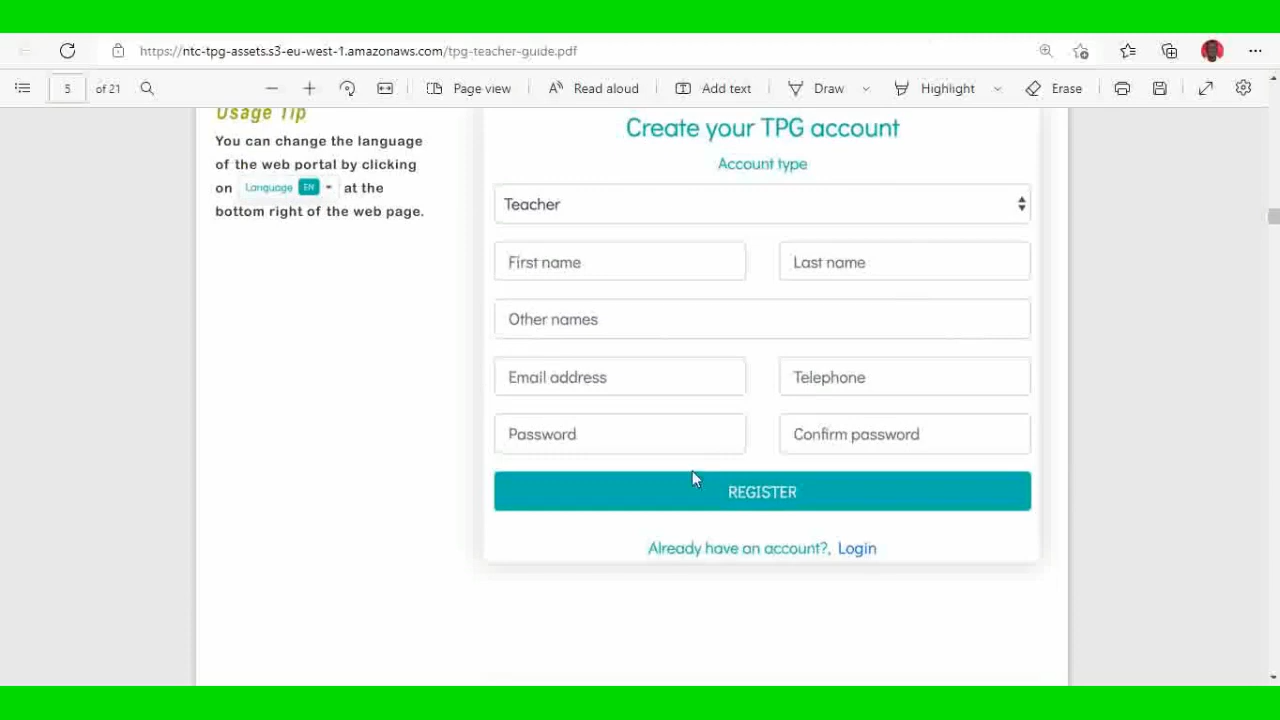 https://ntc-tpg-assets.s3-eu-west-1.amazonaws.com/tpg-teacher-guide.pdf
5 of 21 Page view Read aloud Add text Draw Highlight Erase
Usage Tip
You can change the language
of the web portal by clicking
on Language EN at the
bottom right of the web page.
Create your TPG account
Account type
Teacher
First name Last name
Other names
Email address Telephone
Password Confirm password
REGISTER
Already have an account?, Login